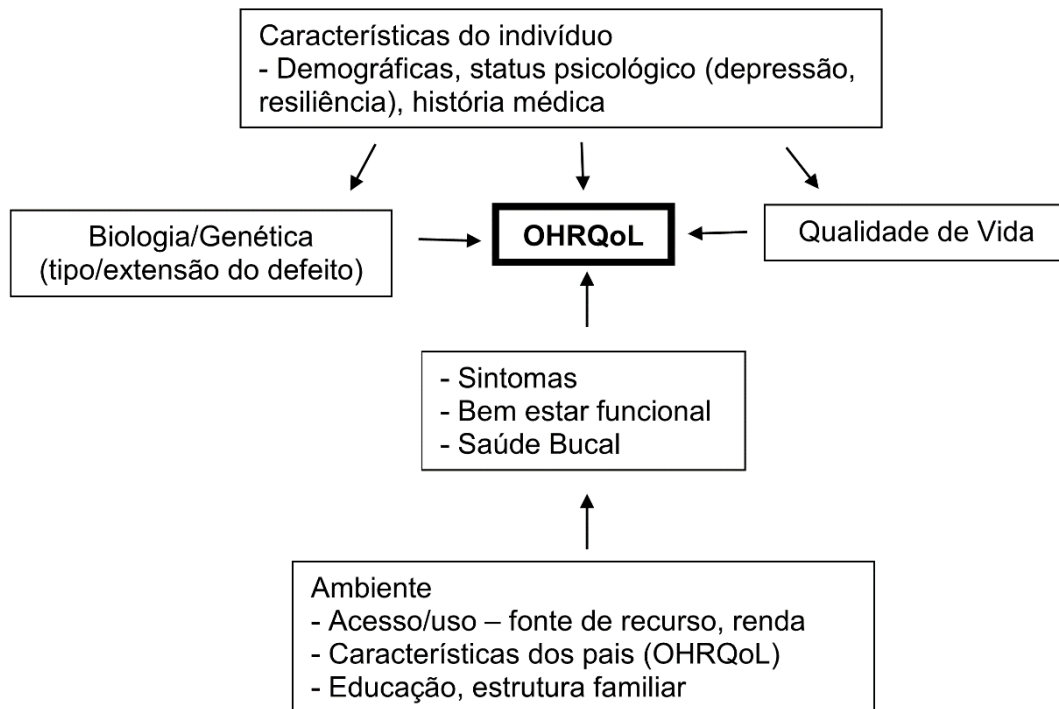 Características do indivíduo
- Demográficas, status psicológico (depressão,
resiliência), história médica
Biologia/Genética
(tipo/extensão do defeito)
OHRQoL
Qualidade de Vida
- Sintomas
- Bem estar funcional
- Saúde Bucal
Ambiente
- Acesso/uso – fonte de recurso, renda
- Características dos pais (OHRQoL)
- Educação, estrutura familiar